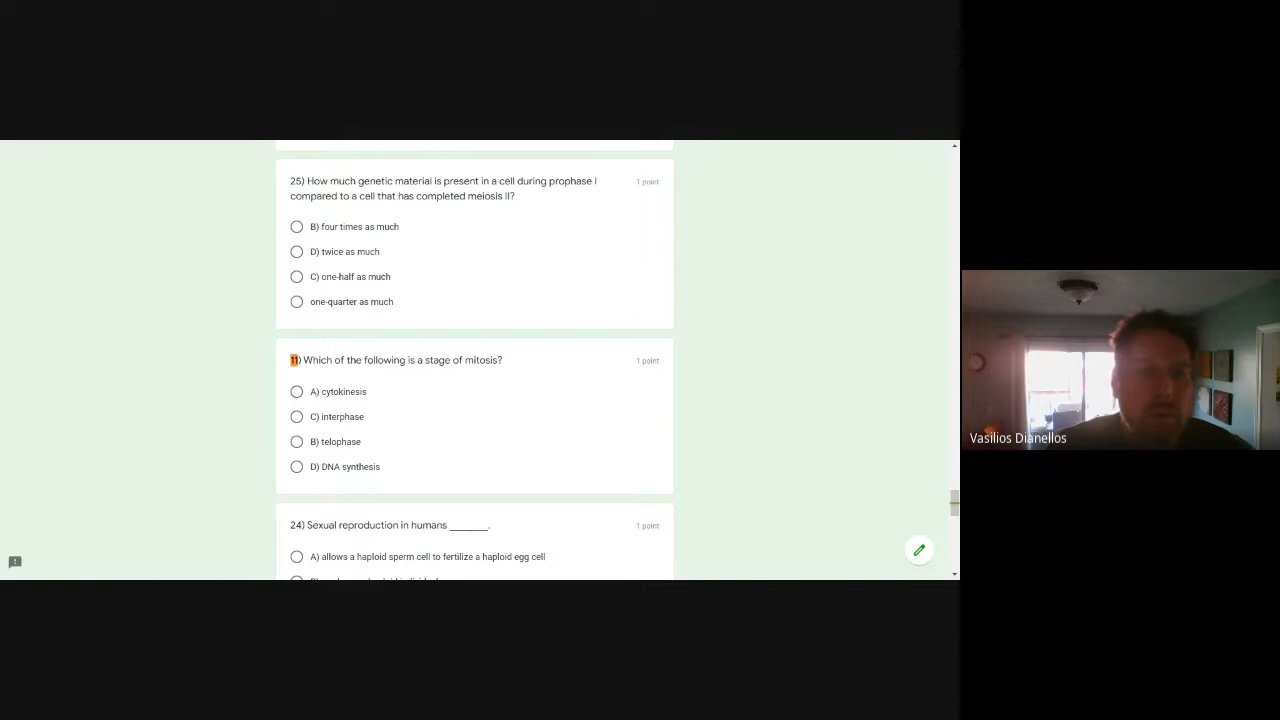 25) How much genetic material is present in a cell during prophase I
1 point
compared to a cell that has completed meiosis II?
B) four times as much
D) twice as much
C) one-half as much
one-quarter as much
11) Which of the following is a stage of mitosis?
1 point
A) cytokinesis
C) interphase
B) telophase
D) DNA synthesis
24) Sexual reproduction in humans ________.
1 point
A) allows a haploid sperm cell to fertilize a haploid egg cell
Vasilios Dianellos